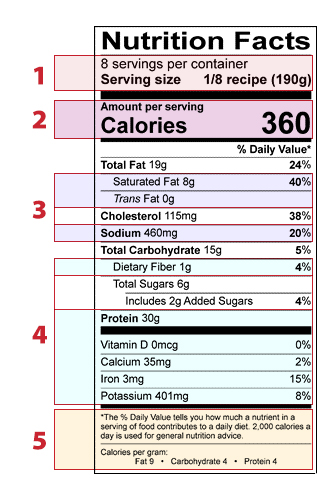 Nutrition Facts
1
8 servings per container
Serving size 1/8 recipe (190g)
2
Amount per serving
Calories 360
% Daily Value*
Total Fat 19g 24%
3
Saturated Fat 8g 40%
Trans Fat 0g
Cholesterol 115mg 38%
Sodium 460mg 20%
Total Carbohydrate 15g 5%
4
Dietary Fiber 1g 4%
Total Sugars 6g
Includes 2g Added Sugars 4%
Protein 30g
Vitamin D 0mcg 0%
Calcium 35mg 2%
Iron 3mg 15%
Potassium 401mg 8%
5
*The % Daily Value tells you how much a nutrient in a
serving of food contributes to a daily diet. 2,000 calories a
day is used for general nutrition advice.
Calories per gram:
Fat 9 • Carbohydrate 4 • Protein 4